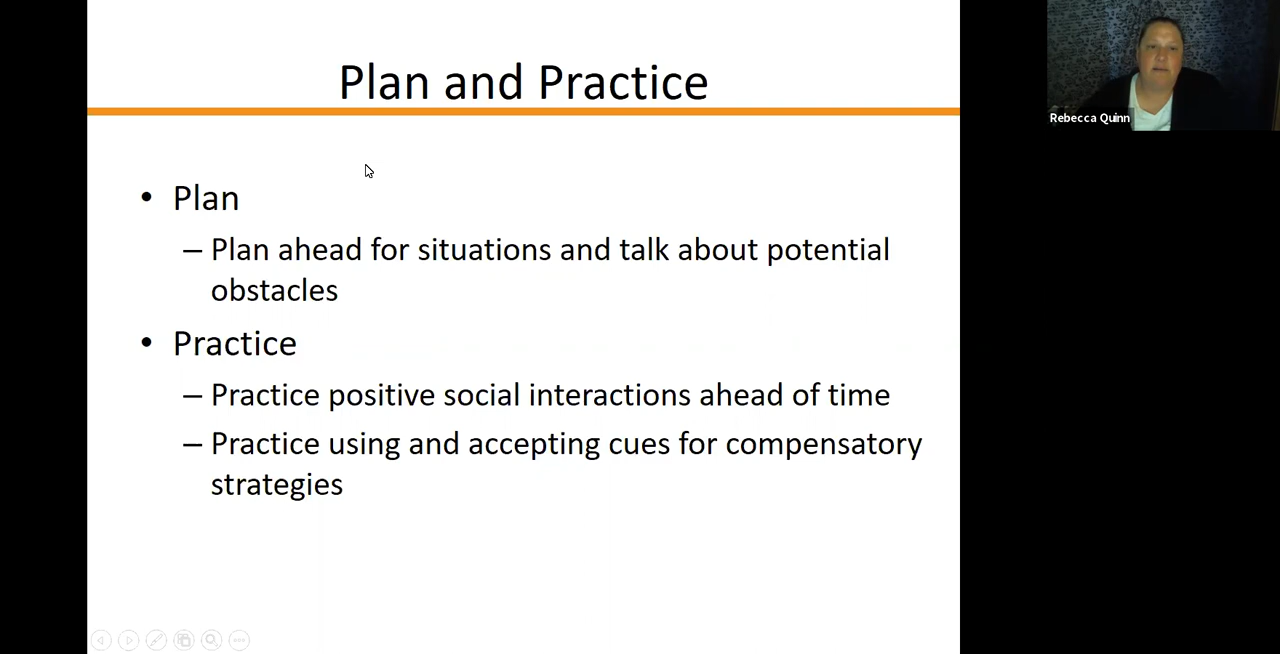 Plan and Practice
Rebecca Quinn
• Plan
– Plan ahead for situations and talk about potential
obstacles
• Practice
– Practice positive social interactions ahead of time
– Practice using and accepting cues for compensatory
strategies